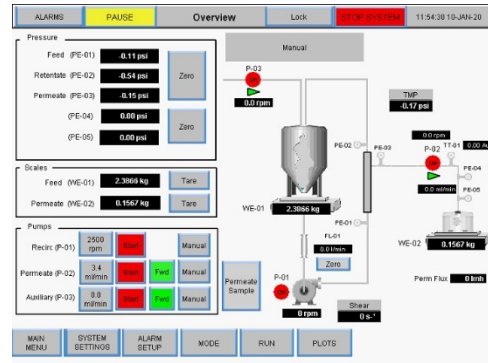 ALARMS PAUSE Overview Lock STOP SYSTEM 11:54:30 10-JAN-20
Pressure
Feed (PE-01) -0.11 psi
Retentate (PE-02) -0.54 psi
Zero
Permeate (PE-03) -0.15 psi
(PE-04) 0.00 psi
Zero
(PE-05) 0.00 psi
Scales
Feed (WE-01) 2.3866 kg Tare
Permeate (WE-02) 0.1567 kg Tare
Pumps
Recirc (P-01) 2500 rpm Start Manual
Permeate (P-02) 3.4 ml/min Start Fwd Manual
Auxiliary (P-03) 0.0 ml/min Start Fwd Manual
Permeate Sample
Manual
P-03
0.0 rpm
TMP
-0.17 psi
0.0 rpm
PE-02 PE-03 P-02 TT-01 0.00
PE-04
0.0 ml/min PE-05
WE-01 2.3866 kg
PE-01
FL-01
0.0 l/min
Zero
WE-02 0.1567 kg
P-01
0 rpm
Shear
0 s-¹
Perm Flux 0 lmh
MAIN MENU SYSTEM SETTINGS ALARM SETUP MODE RUN PLOTS